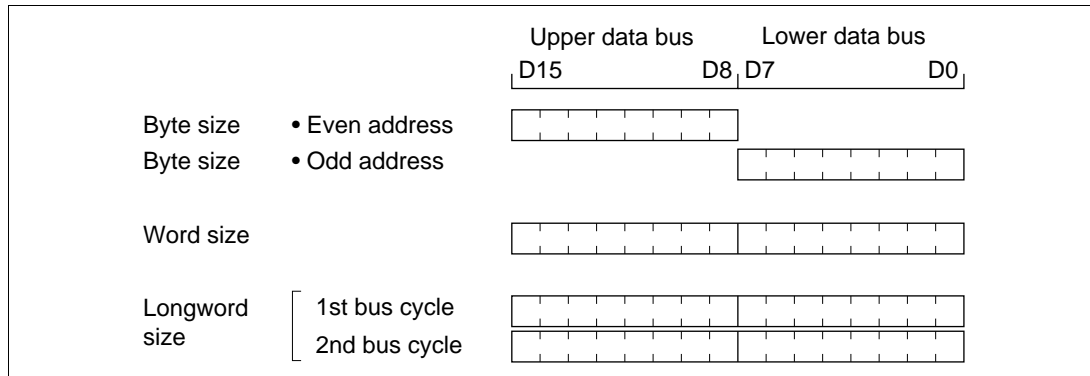 Upper data bus Lower data bus
D15 D8 D7 D0
Byte size • Even address
Byte size • Odd address
Word size
Longword size
1st bus cycle
2nd bus cycle